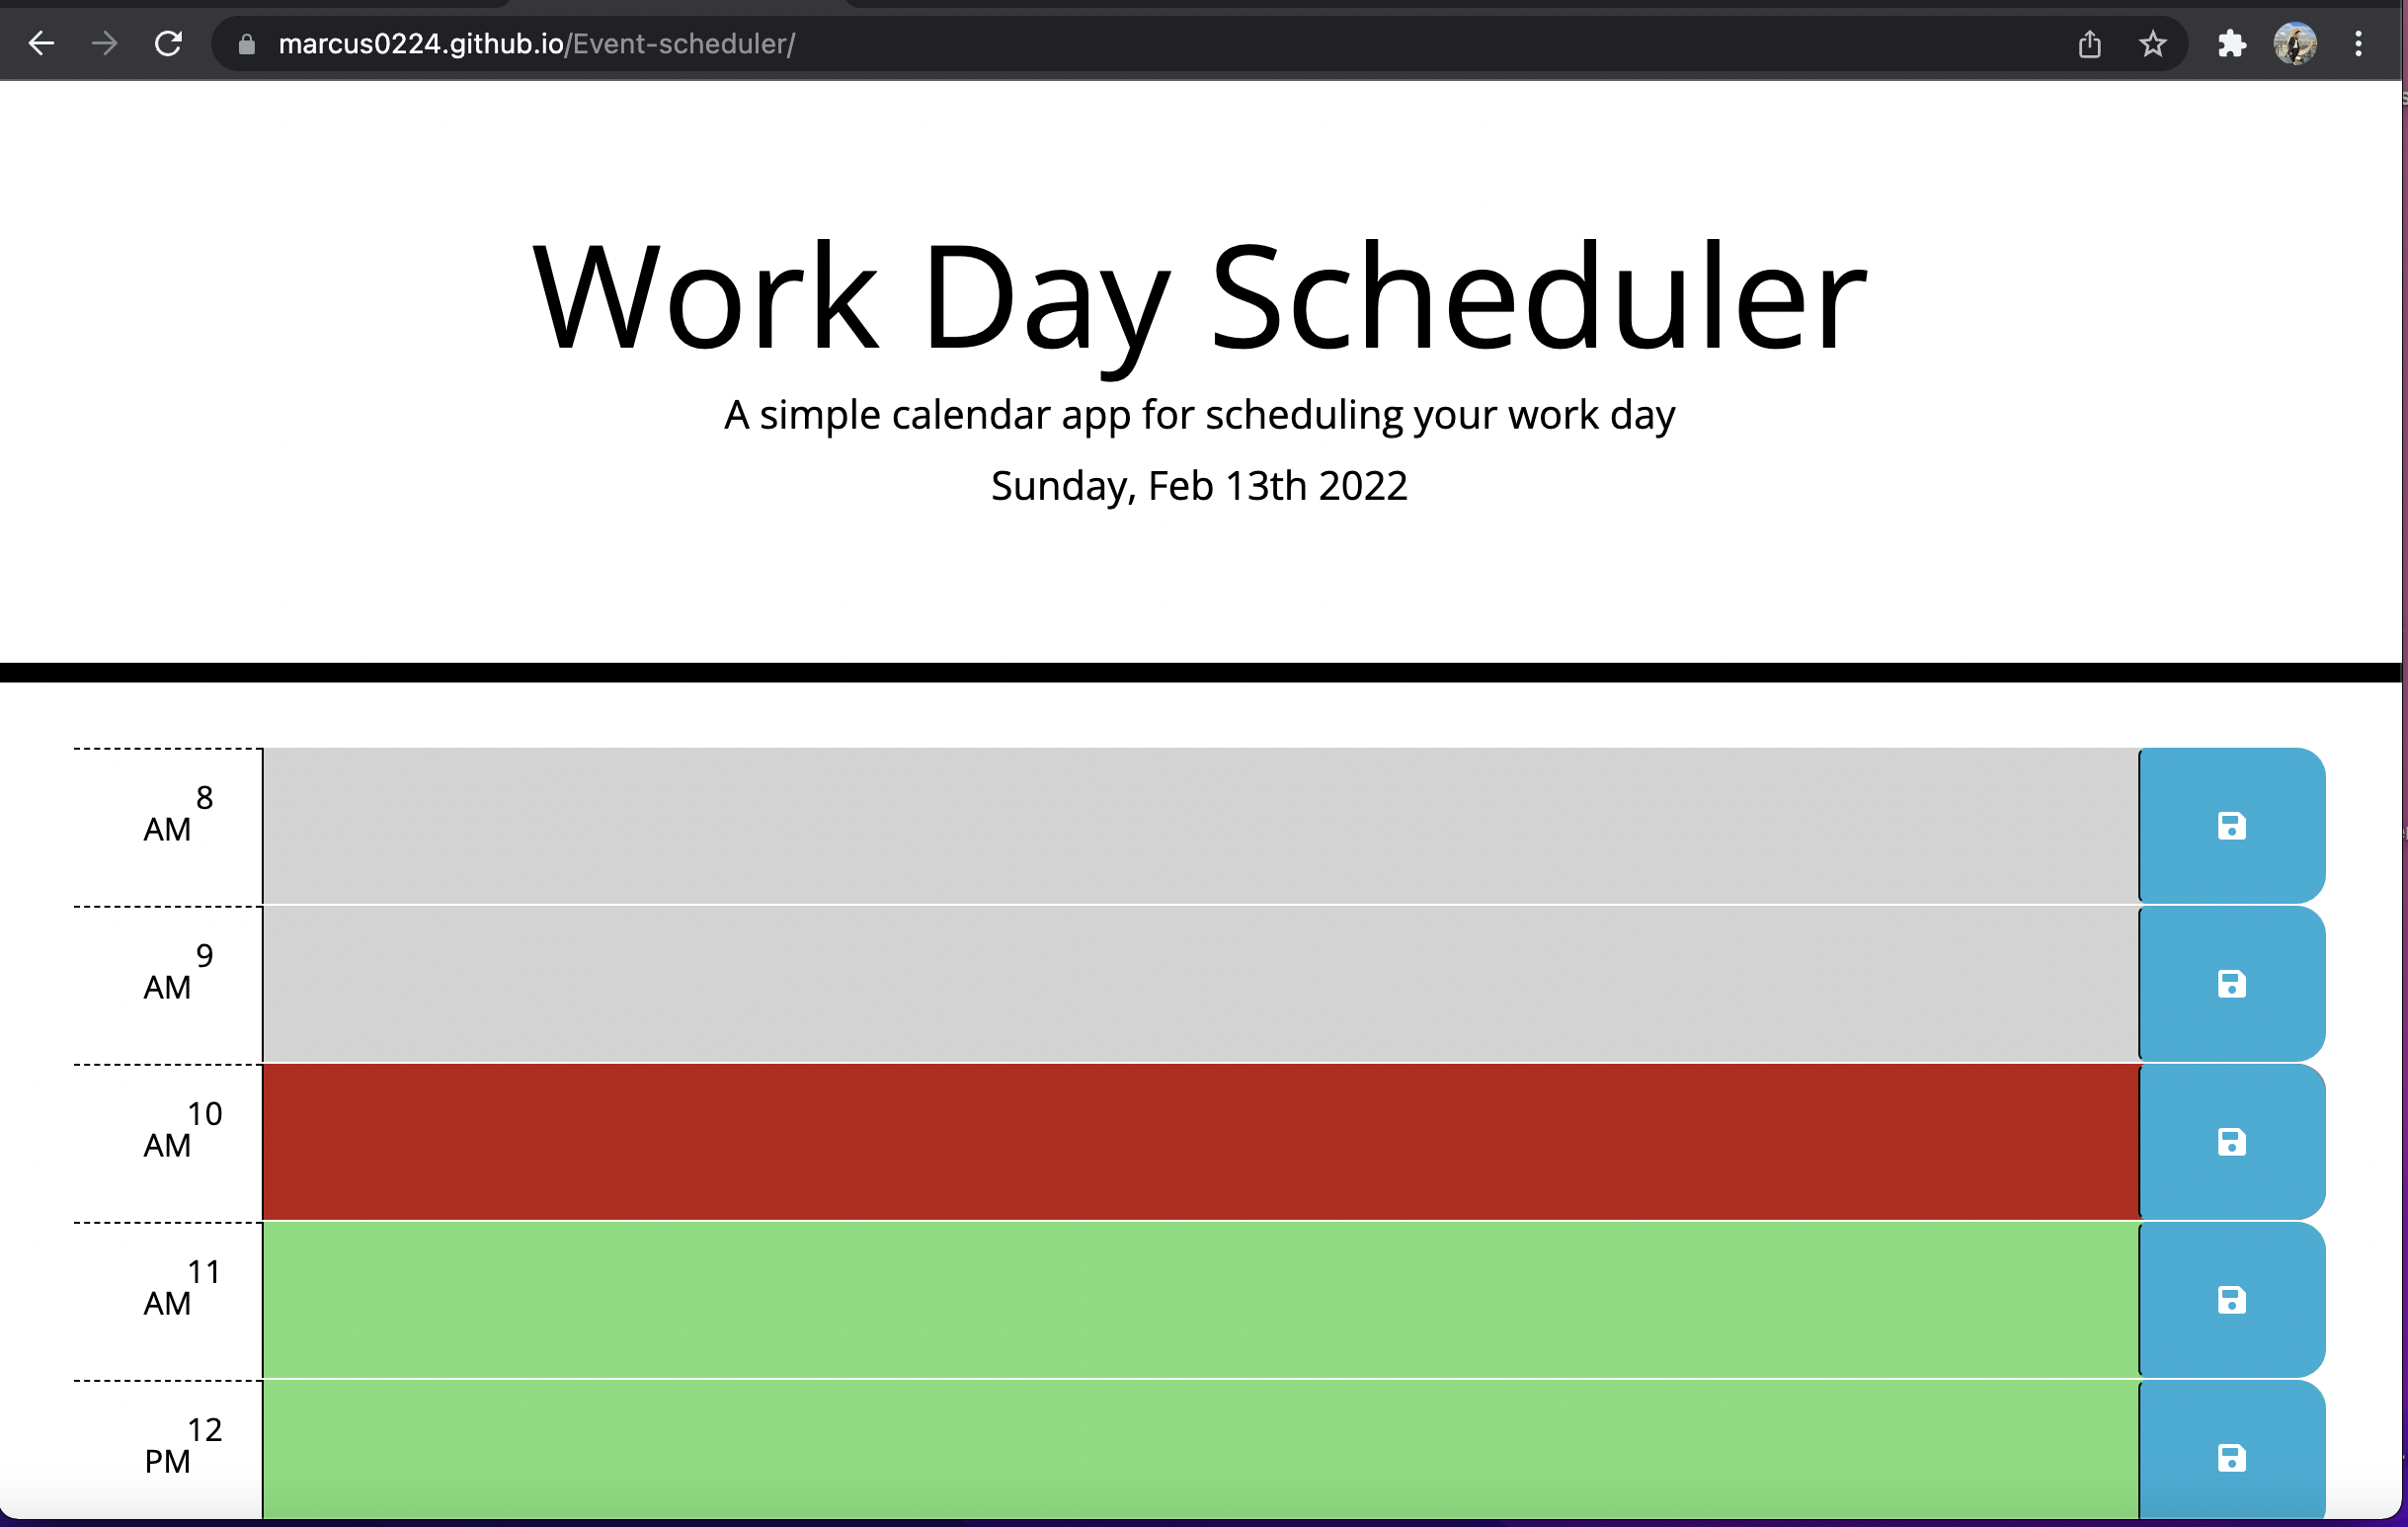 marcus0224.github.io/Event-scheduler/
Work Day Scheduler
A simple calendar app for scheduling your work day
Sunday, Feb 13th 2022
8
AM
9
AM
10
AM
11
AM
12
PM